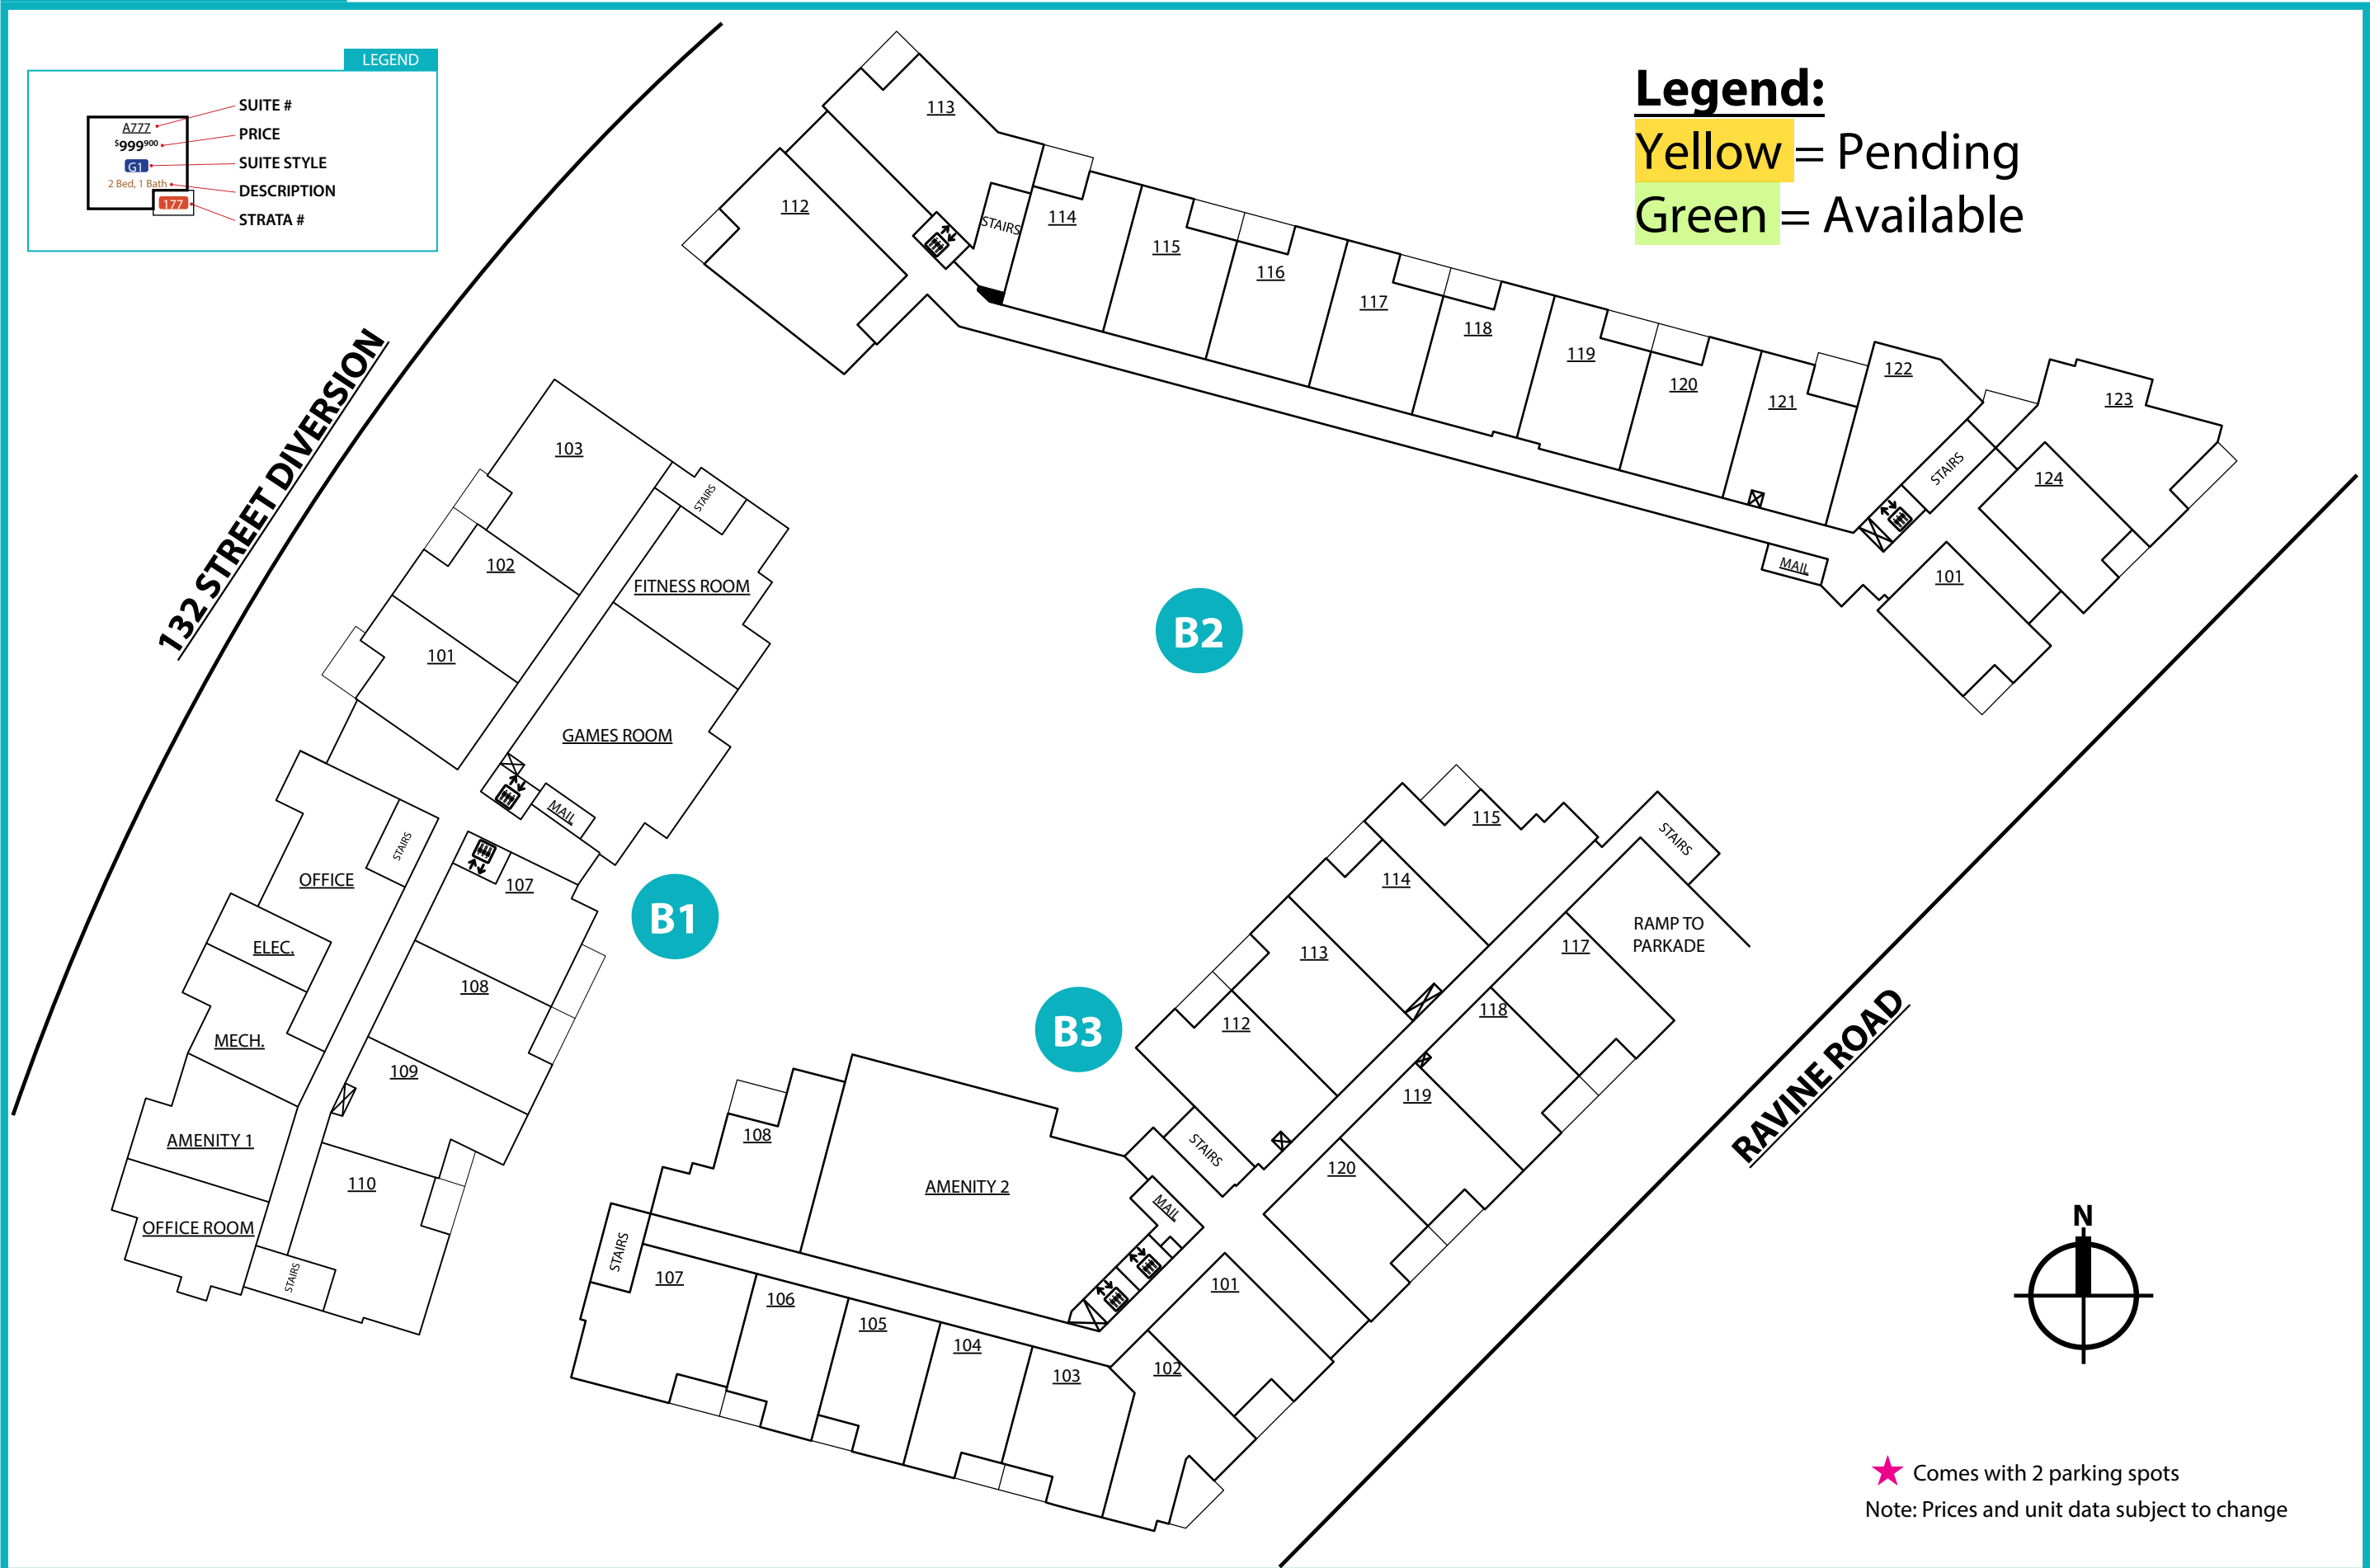 LEGEND
A777
$999900
G1
2 Bed, 1 Bath
177
SUITE #
PRICE
SUITE STYLE
DESCRIPTION
STRATA #
Legend:
Yellow = Pending
Green = Available
132 STREET DIVERSION
113
112
STAIRS
114
115
116
117
118
119
120
121
122
123
STAIRS
124
MAIL
101
B2
103
STAIRS
102
FITNESS ROOM
101
GAMES ROOM
MAIL
STAIRS
OFFICE
107
B1
ELEC.
108
MECH.
109
AMENITY 1
110
OFFICE ROOM
STAIRS
B3
115
STAIRS
114
RAMP TO
PARKADE
117
113
118
112
119
STAIRS
120
MAIL
108
AMENITY 2
STAIRS
107
106
105
104
103
102
101
RAVINE ROAD
N
Comes with 2 parking spots
Note: Prices and unit data subject to change